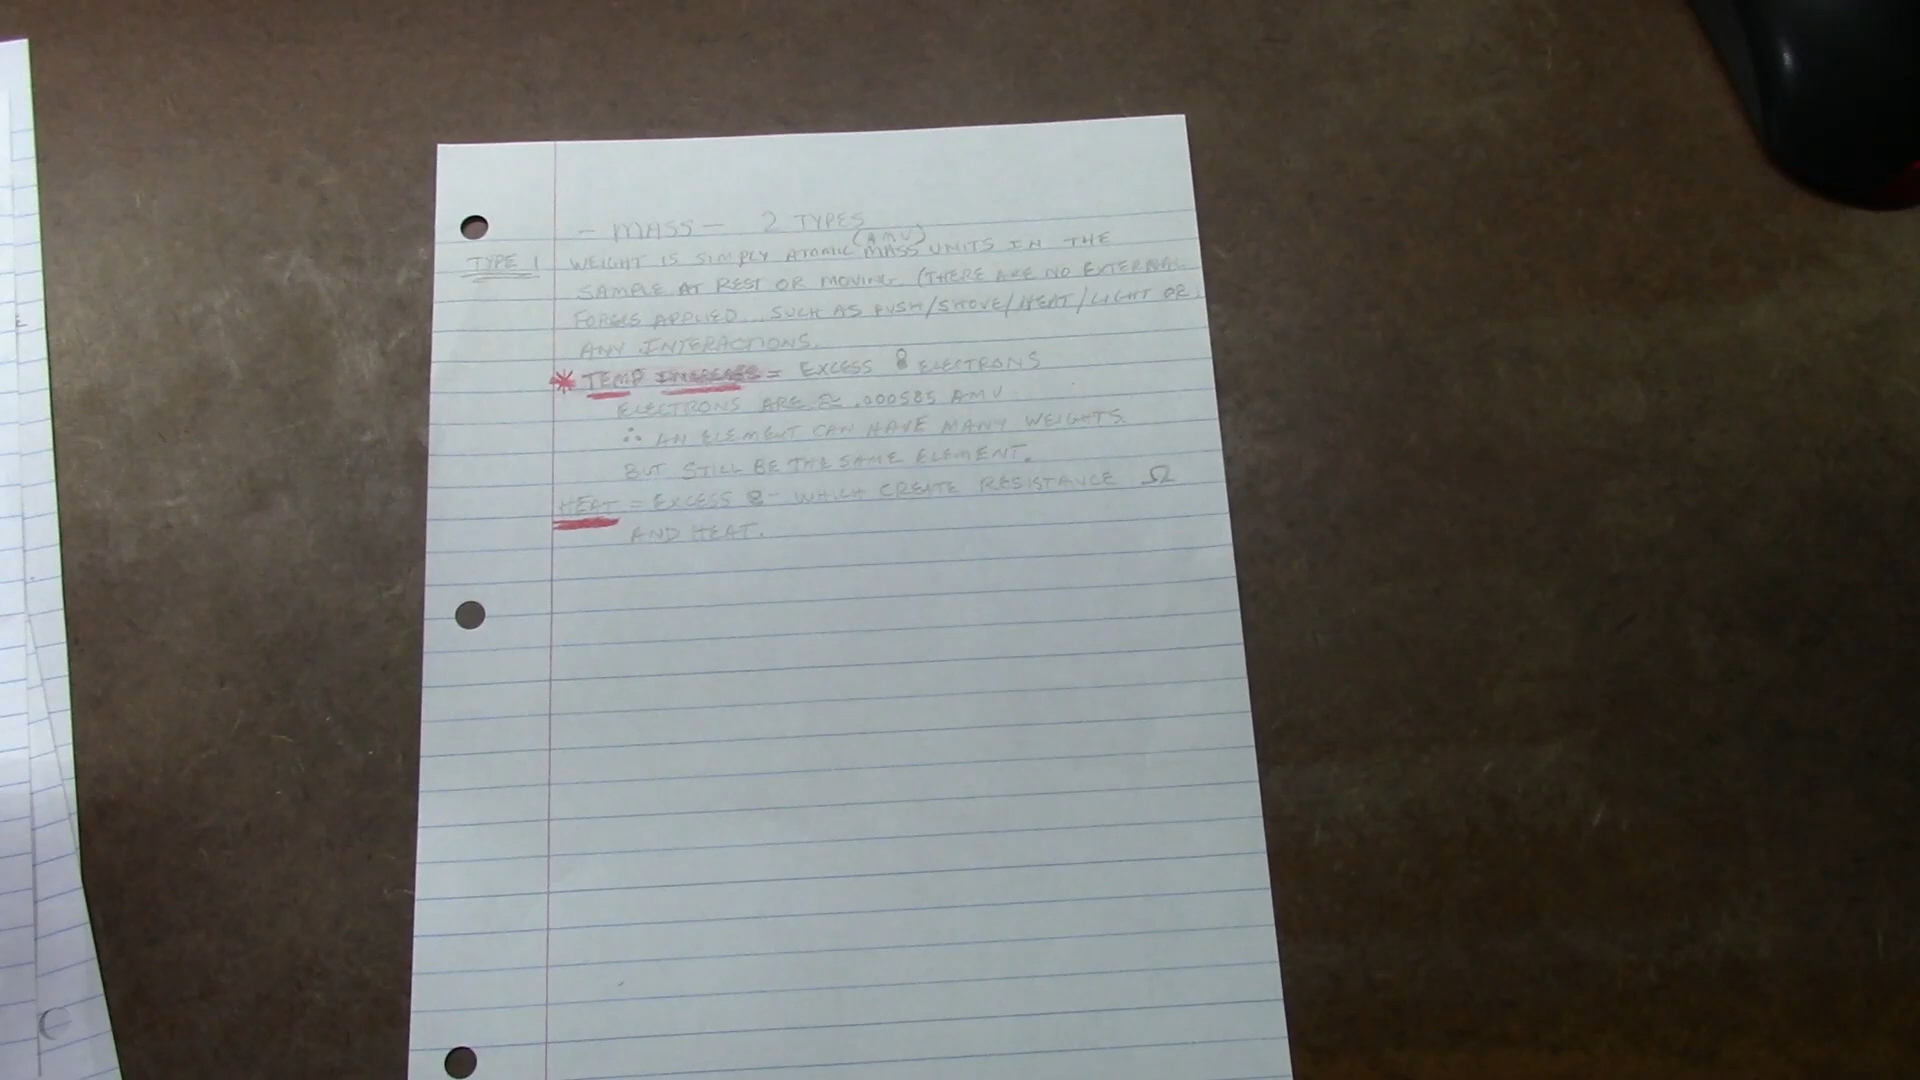 - MASS - 2 TYPES
(AMU)
TYPE 1 WEIGHT IS SIMPLY ATOMIC MASS UNITS IN THE
SAMPLE AT REST OR MOVING. (THERE ARE NO EXTERNAL
FORCES APPLIED... SUCH AS PUSH/SHOVE/HEAT/LIGHT OR
ANY INTERACTIONS.
* TEMP INCREASE = EXCESS ELECTRONS
ELECTRONS ARE ≈ .000585 AMU
∴ AN ELEMENT CAN HAVE MANY WEIGHTS.
BUT STILL BE THE SAME ELEMENT.
HEAT = EXCESS e- WHICH CREATE RESISTANCE Ω
AND HEAT.